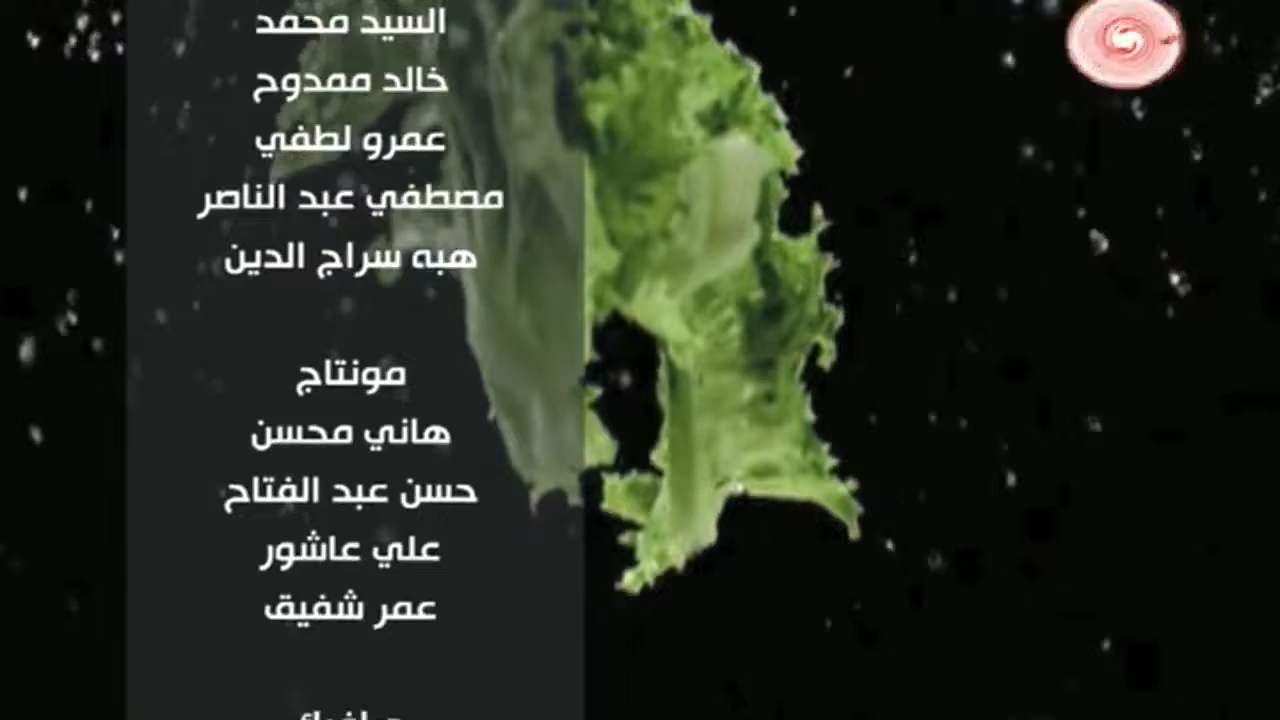 السيد محمد
خالد ممدوح
عمرو لطفي
مصطفي عبد الناصر
هبه سراج الدين
مونتاج
هاني محسن
حسن عبد الفتاح
علي عاشور
عمر شفيق